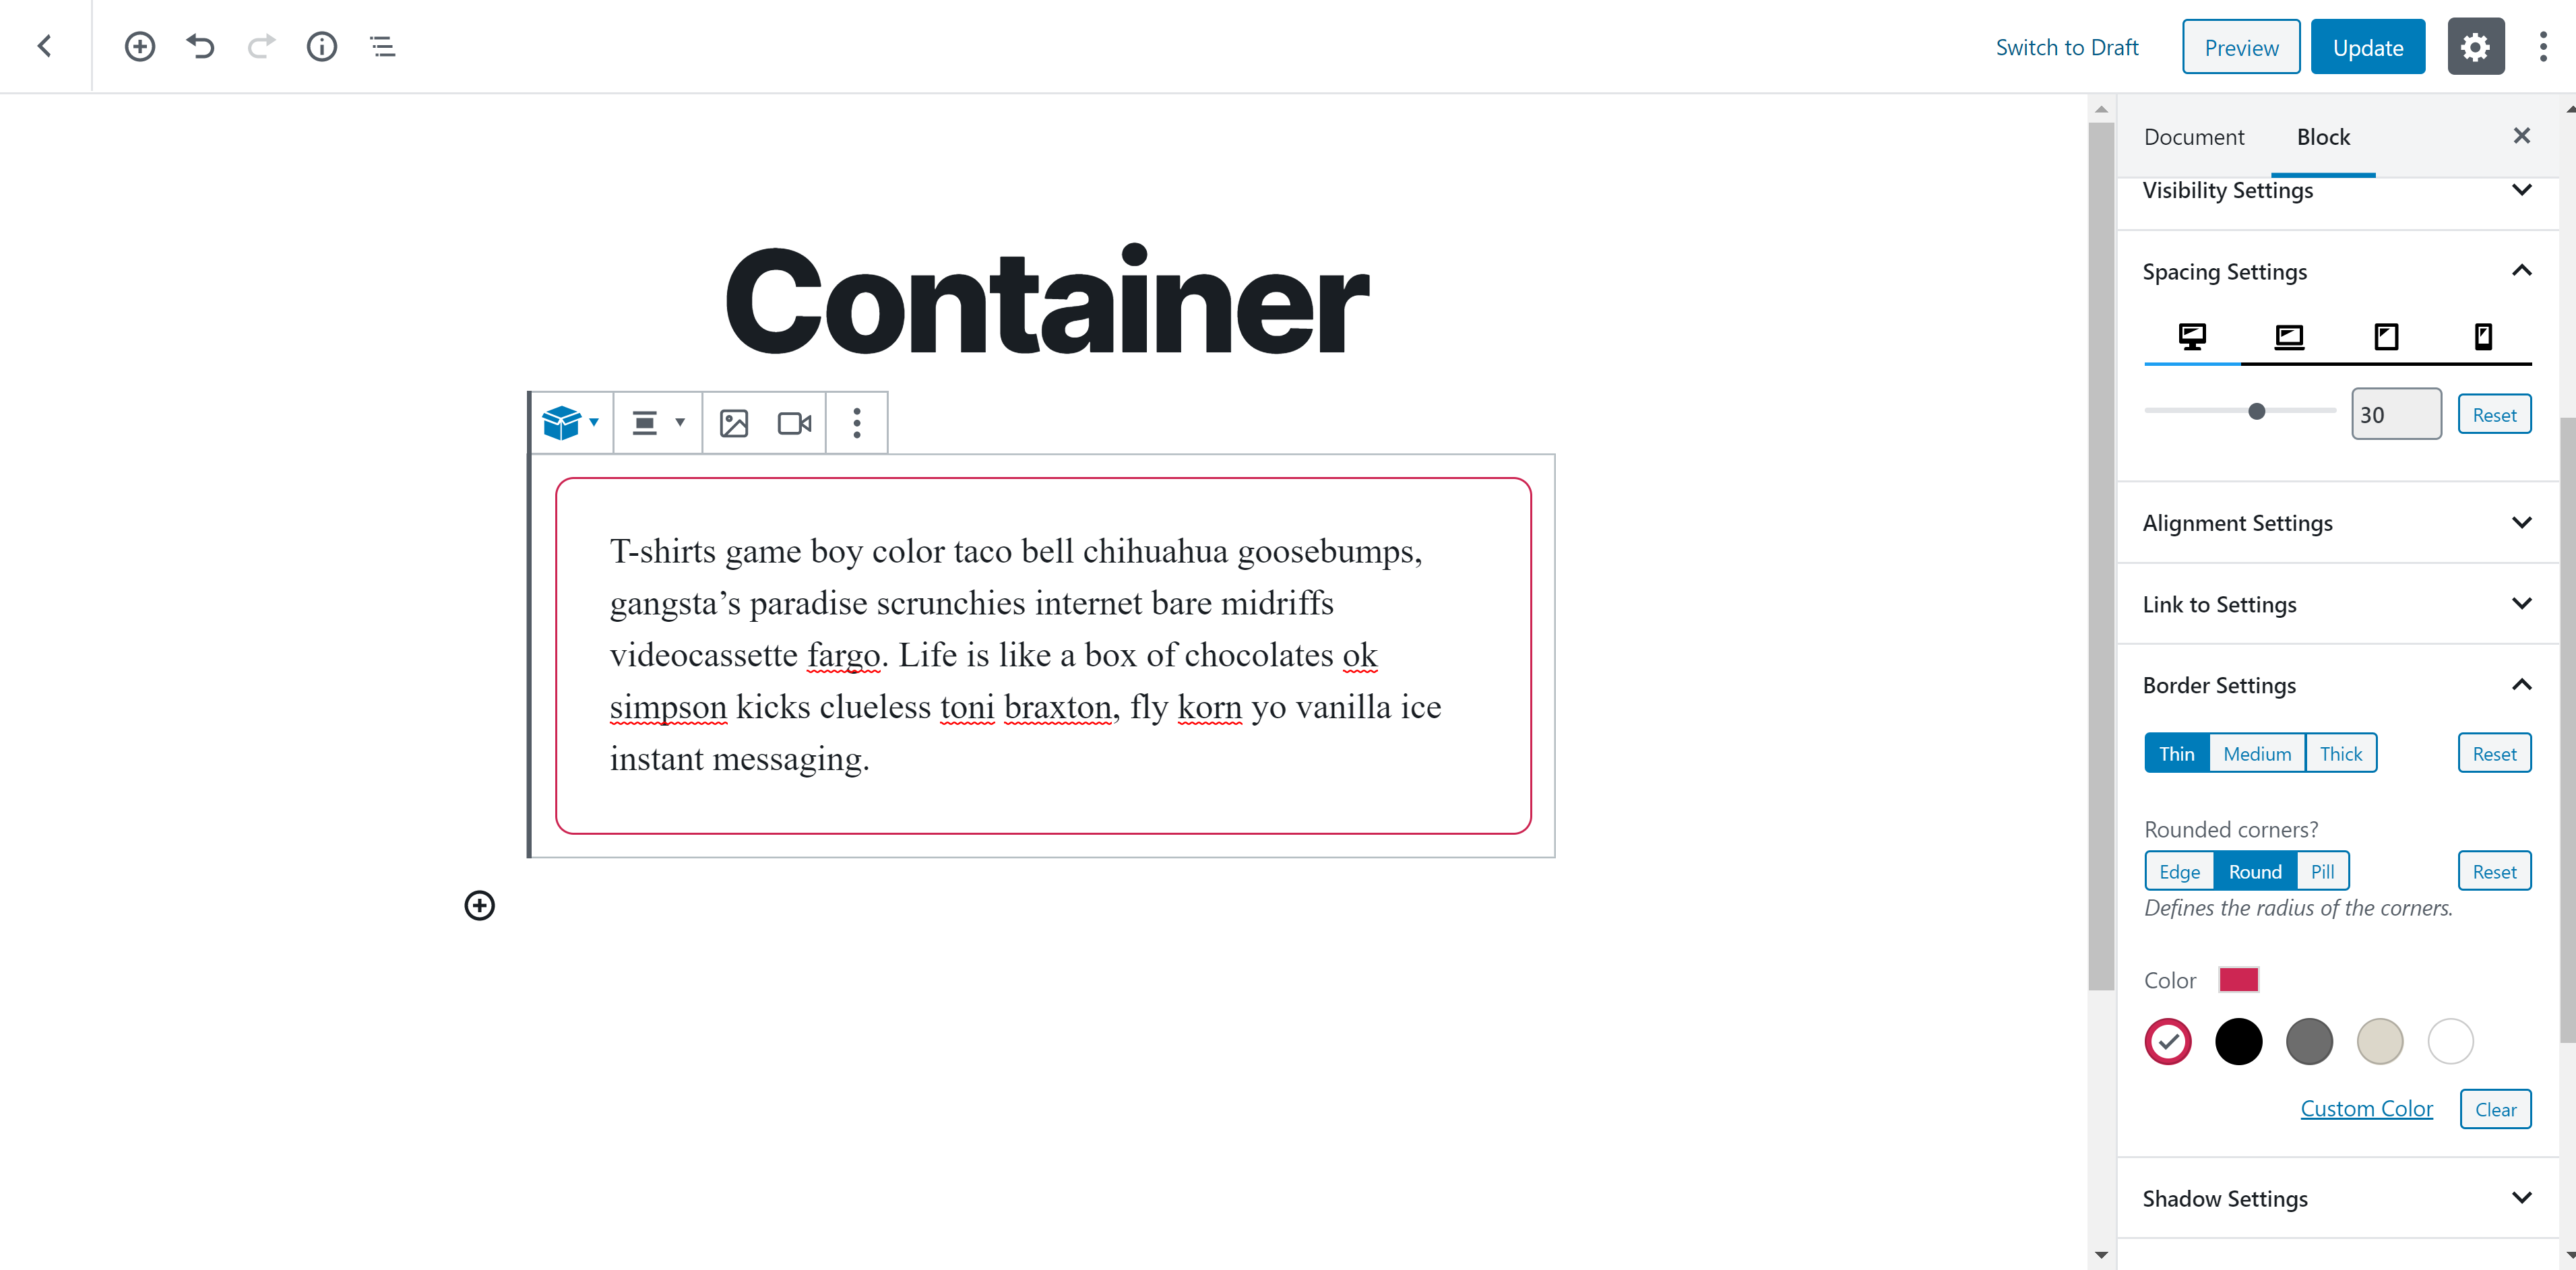 Switch to Draft
Preview
Update
Container
T-shirts game boy color taco bell chihuahua goosebumps,
gangsta’s paradise scrunchies internet bare midriffs
videocassette fargo. Life is like a box of chocolates ok
simpson kicks clueless toni braxton, fly korn yo vanilla ice
instant messaging.
Document
Block
Visibility Settings
Spacing Settings
30
Reset
Alignment Settings
Link to Settings
Border Settings
Thin Medium Thick Reset
Rounded corners?
Edge Round Pill Reset
Defines the radius of the corners.
Color
Custom Color Clear
Shadow Settings